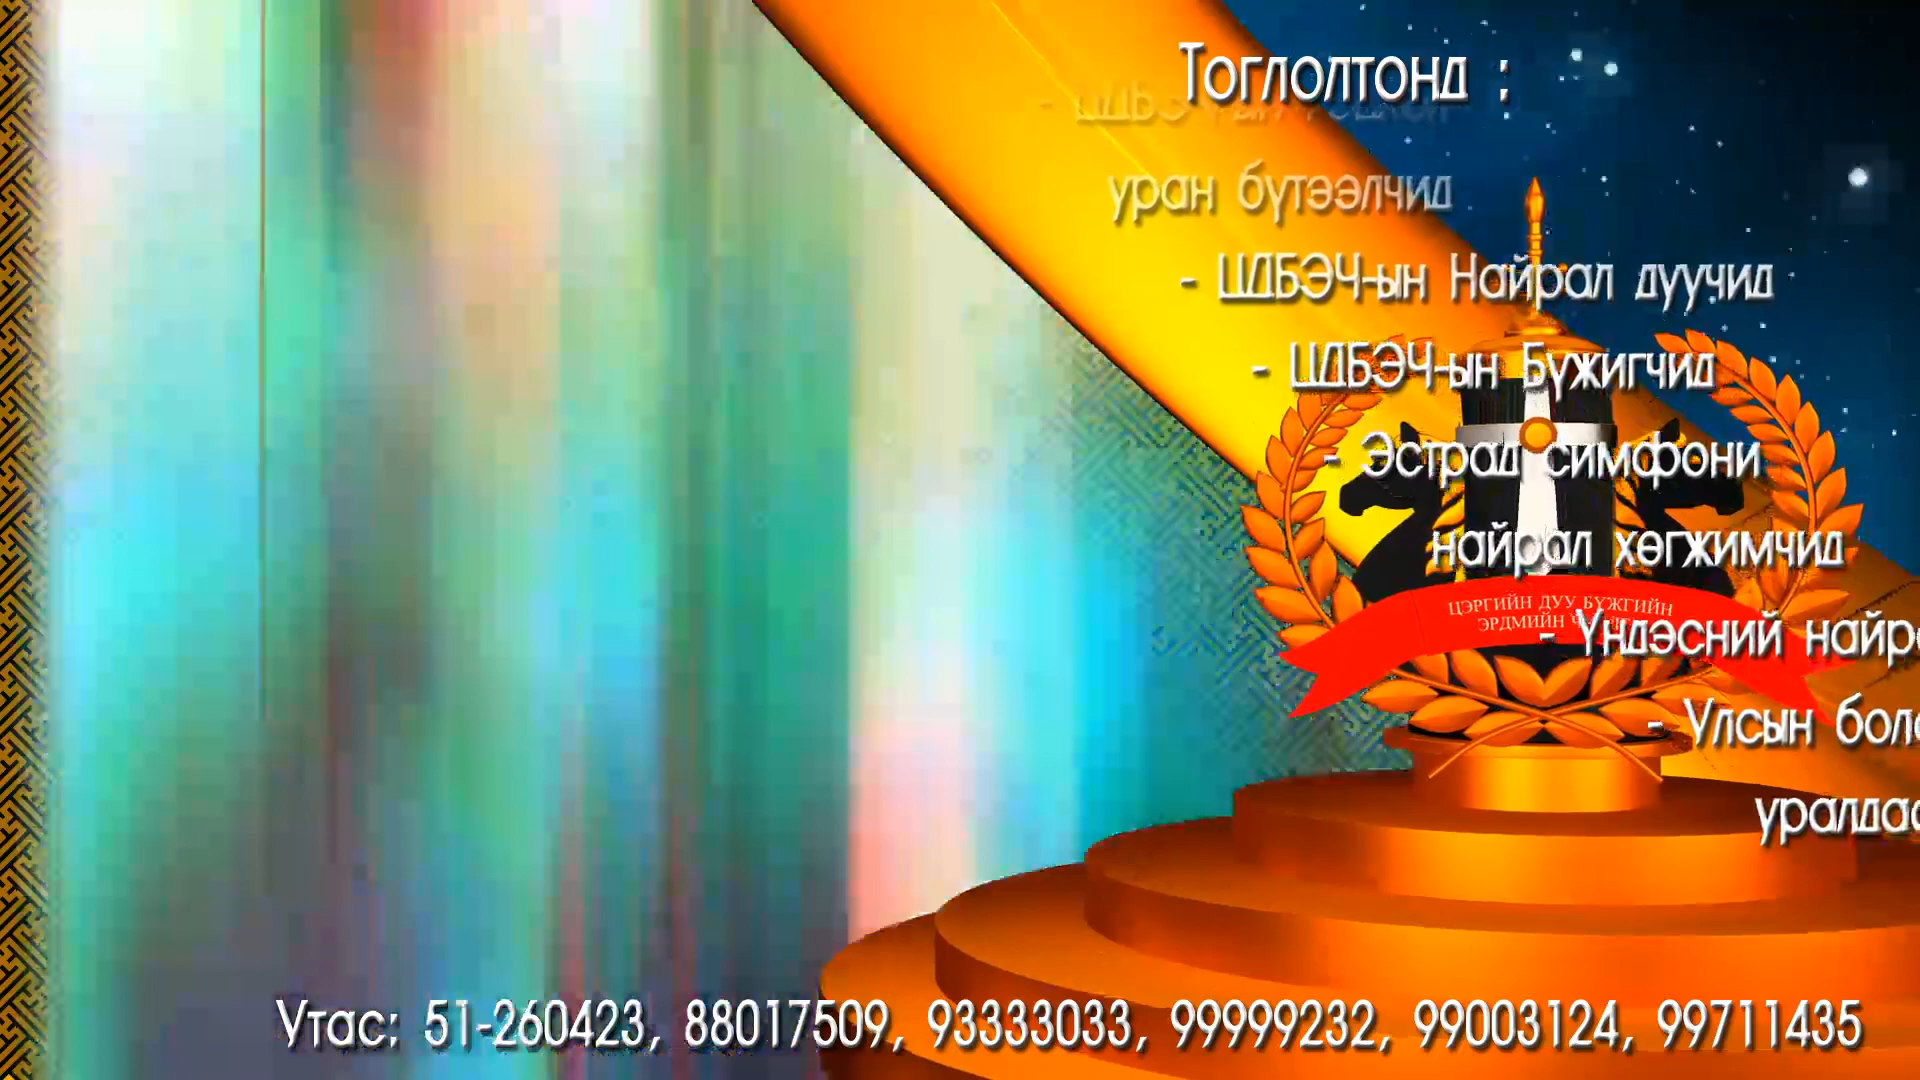 Тоглолтонд :
уран бүтээлчид
- ЦДБЭЧ-ын Найрал дуучид
- ЦДБЭЧ-ын Бүжигчид
- Эстрад симфони
найрал хөгжимчид
ЦЭРГИЙН ДУУ БҮЖГИЙН
ЭРДМИЙН
- Үндэсний
- Улсын
Утас: 51-260423, 88017509, 93333033, 99999232, 99003124, 99711435